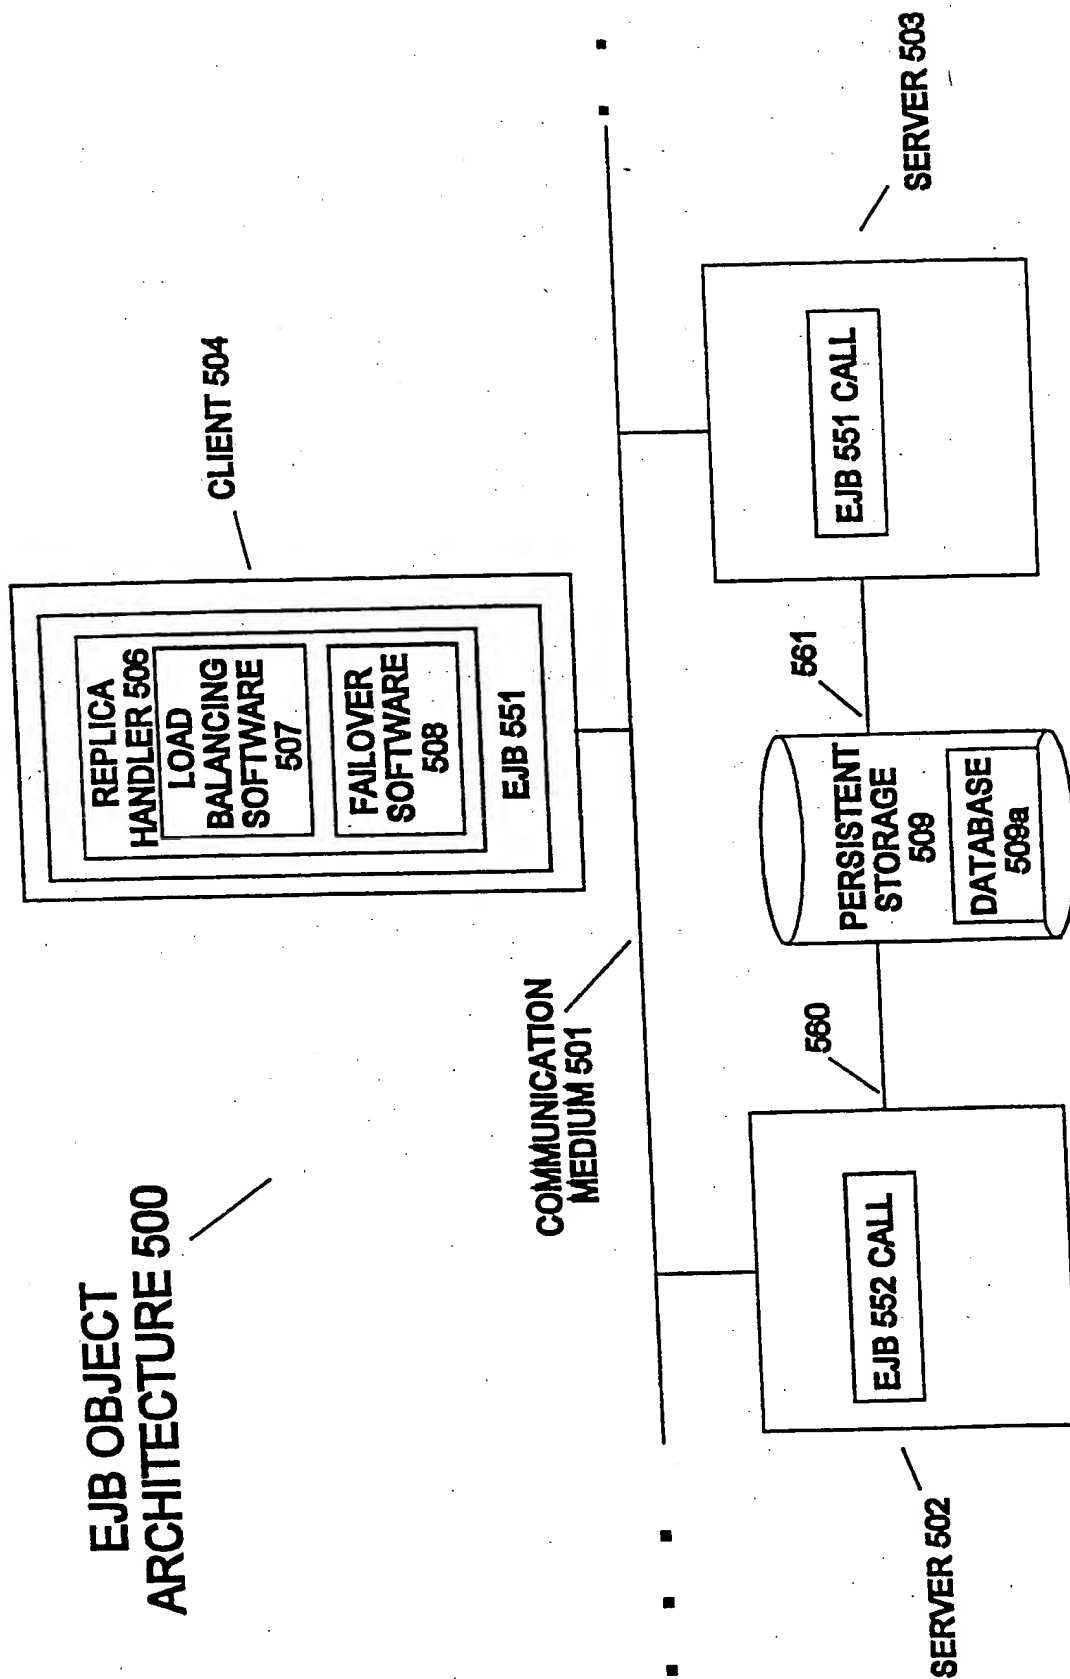 EJB OBJECT
ARCHITECTURE 500
REPLICA
HANDLER 506
LOAD
BALANCING
SOFTWARE
507
FAILOVER
SOFTWARE
508
EJB 551
CLIENT 504
COMMUNICATION
MEDIUM 501
EJB 552 CALL
SERVER 502
560
PERSISTENT
STORAGE
509
DATABASE
509a
561
EJB 551 CALL
SERVER 503